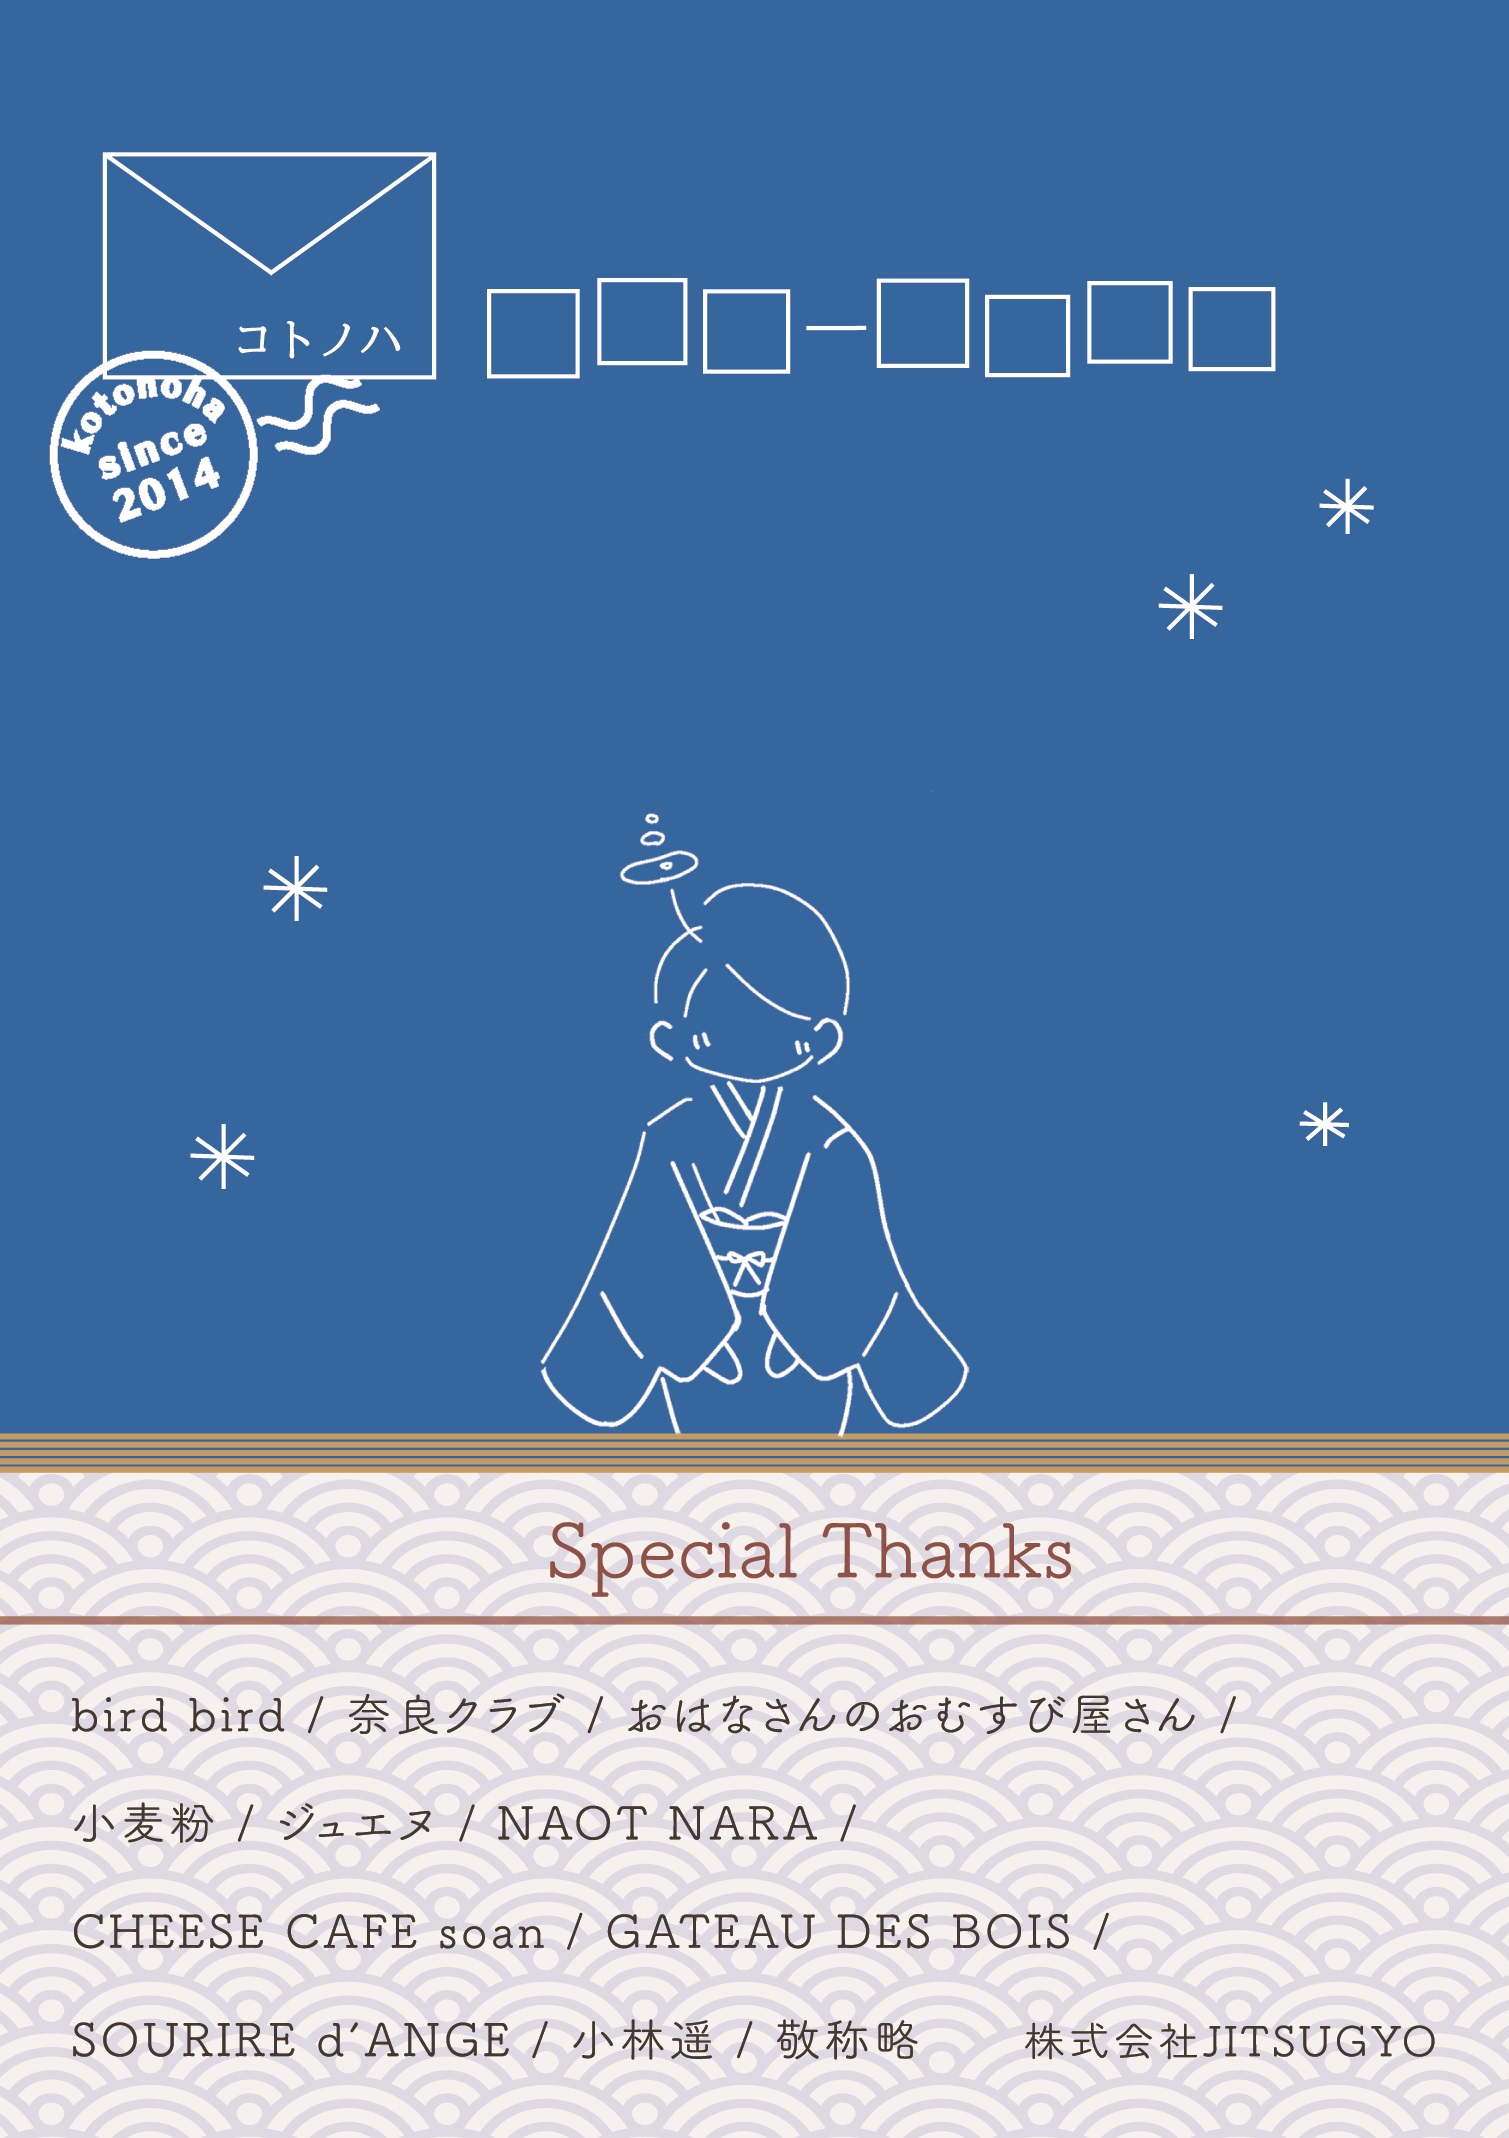 コトノハ
kotonoha
since
2014
Special Thanks
bird bird / 奈良クラブ / おはなさんのおむすび屋さん /
小麦粉 / ジュエヌ / NAOT NARA /
CHEESE CAFE soan / GATEAU DES BOIS /
SOURIRE d'ANGE / 小林遥 / 敬称略 株式会社JITSUGYO